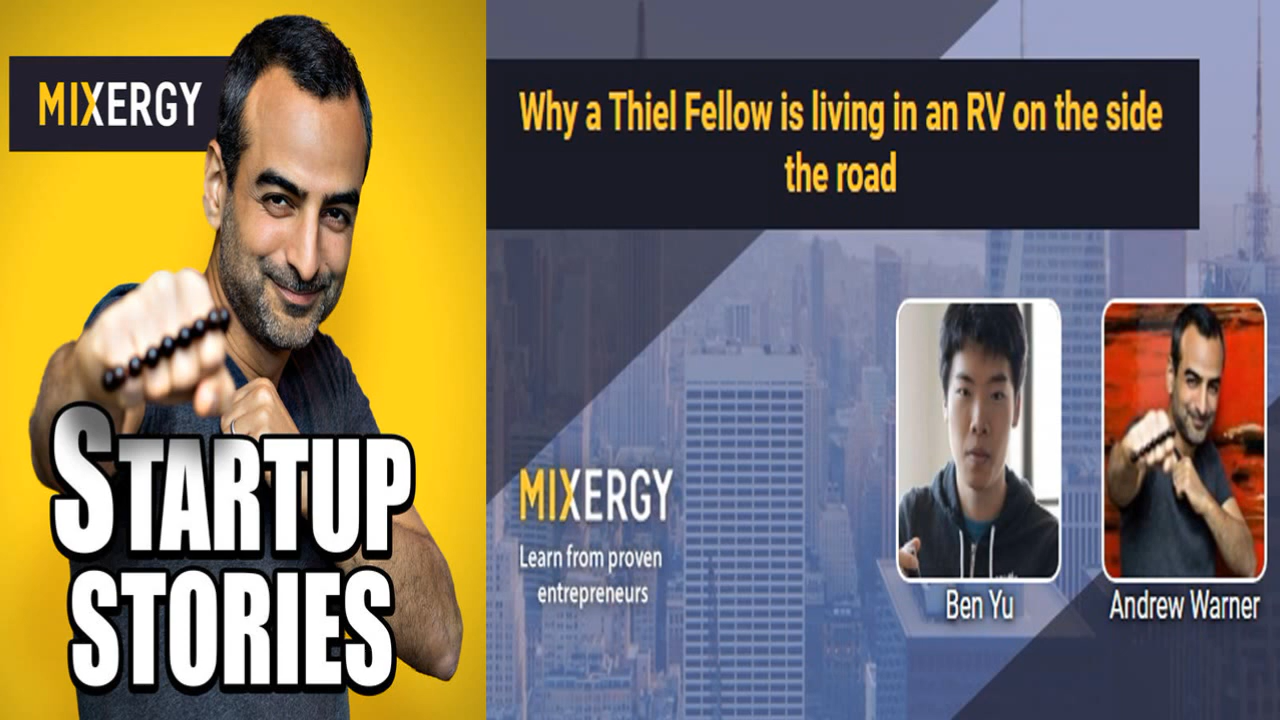 MIXERGY
STARTUP
STORIES
Why a Thiel Fellow is living in an RV on the side
the road
MIXERGY
Learn from proven
entrepreneurs
Ben Yu
Andrew Warner